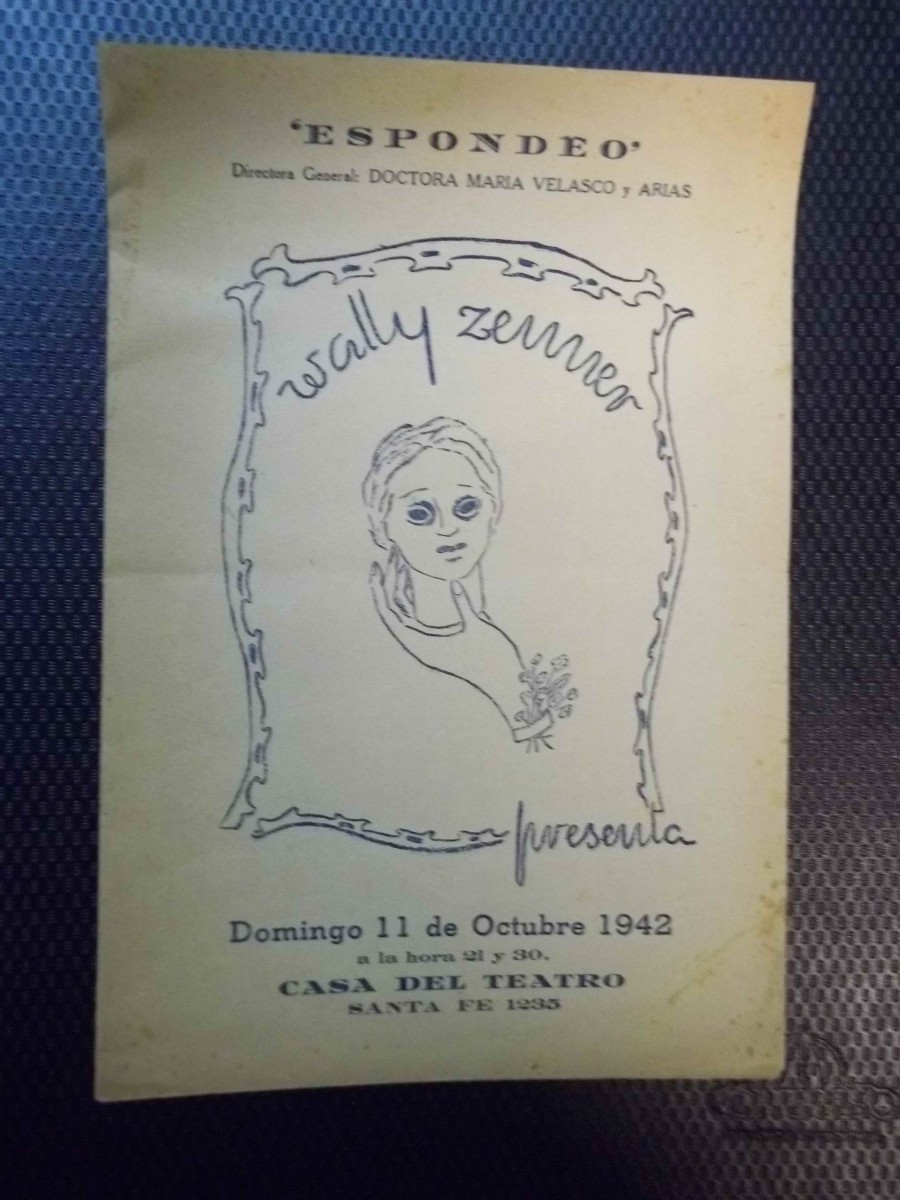 'ESPONDEO'
Directora General: DOCTORA MARIA VELASCO y ARIAS
wally zenner
presenta
Domingo 11 de Octubre 1942
a la hora 21 y 30.
CASA DEL TEATRO
SANTA FE 1235